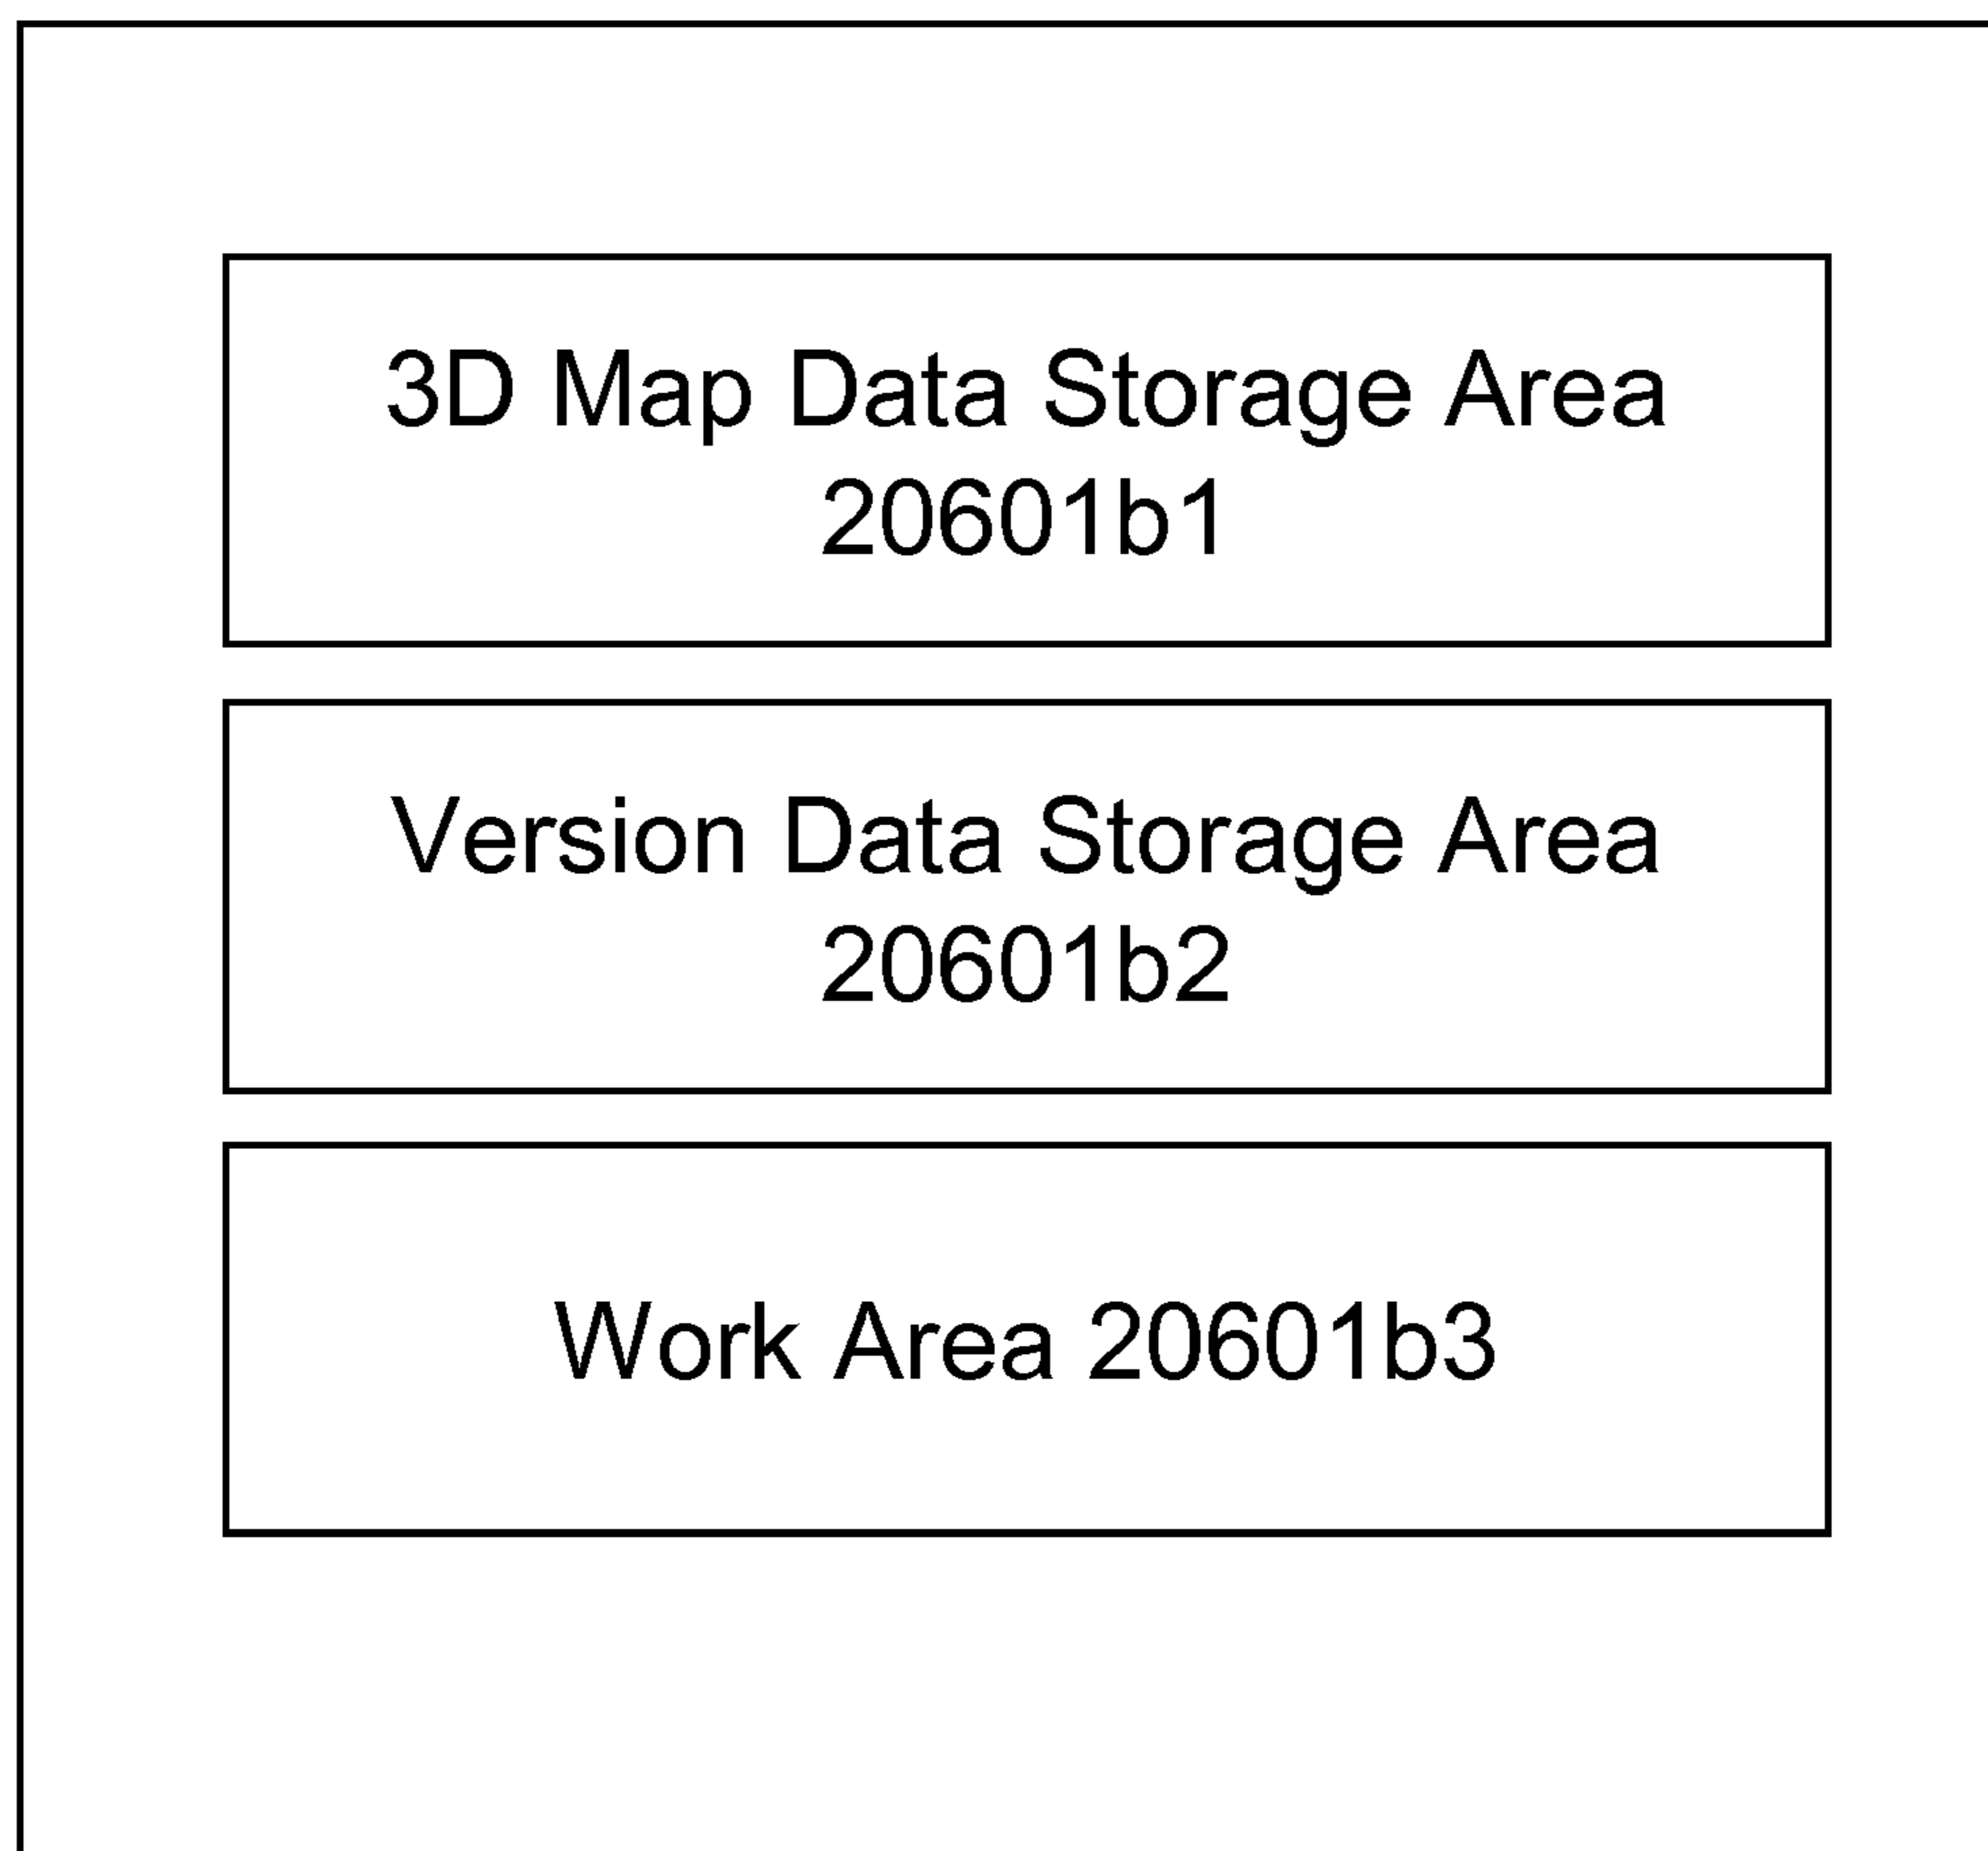 3D Map Data Storage Area
20601b1
Version Data Storage Area
20601b2
Work Area 20601b3